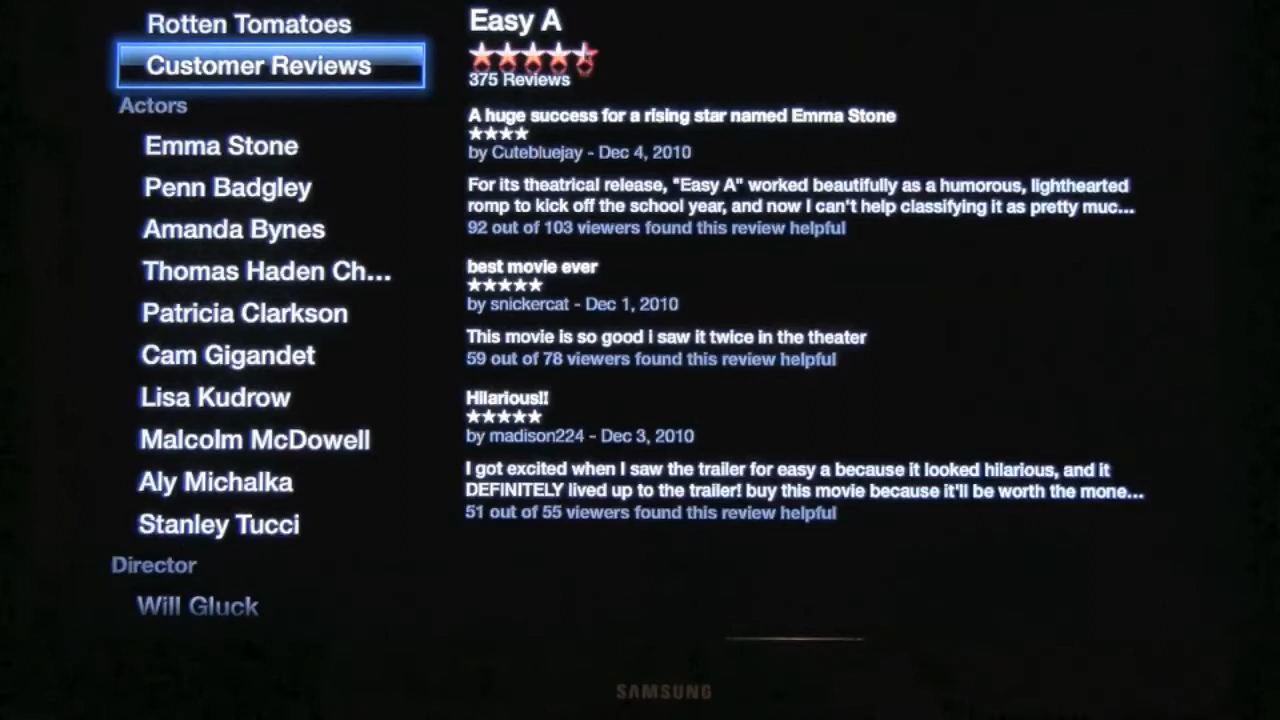 Rotten Tomatoes
Customer Reviews
Actors
Emma Stone
Penn Badgley
Amanda Bynes
Thomas Haden Ch...
Patricia Clarkson
Cam Gigandet
Lisa Kudrow
Malcolm McDowell
Aly Michalka
Stanley Tucci
Director
Will Gluck
Easy A
375 Reviews
A huge success for a rising star named Emma Stone
★★★★
by Cutebluejay - Dec 4, 2010
For its theatrical release, "Easy A" worked beautifully as a humorous, lighthearted
romp to kick off the school year, and now I can't help classifying it as pretty muc...
92 out of 103 viewers found this review helpful
best movie ever
★★★★★
by snickercat - Dec 1, 2010
This movie is so good i saw it twice in the theater
59 out of 78 viewers found this review helpful
Hilarious!!
★★★★★
by madison224 - Dec 3, 2010
I got excited when I saw the trailer for easy a because it looked hilarious, and it
DEFINITELY lived up to the trailer! buy this movie because it'll be worth the mone...
51 out of 55 viewers found this review helpful
SAMSUNG